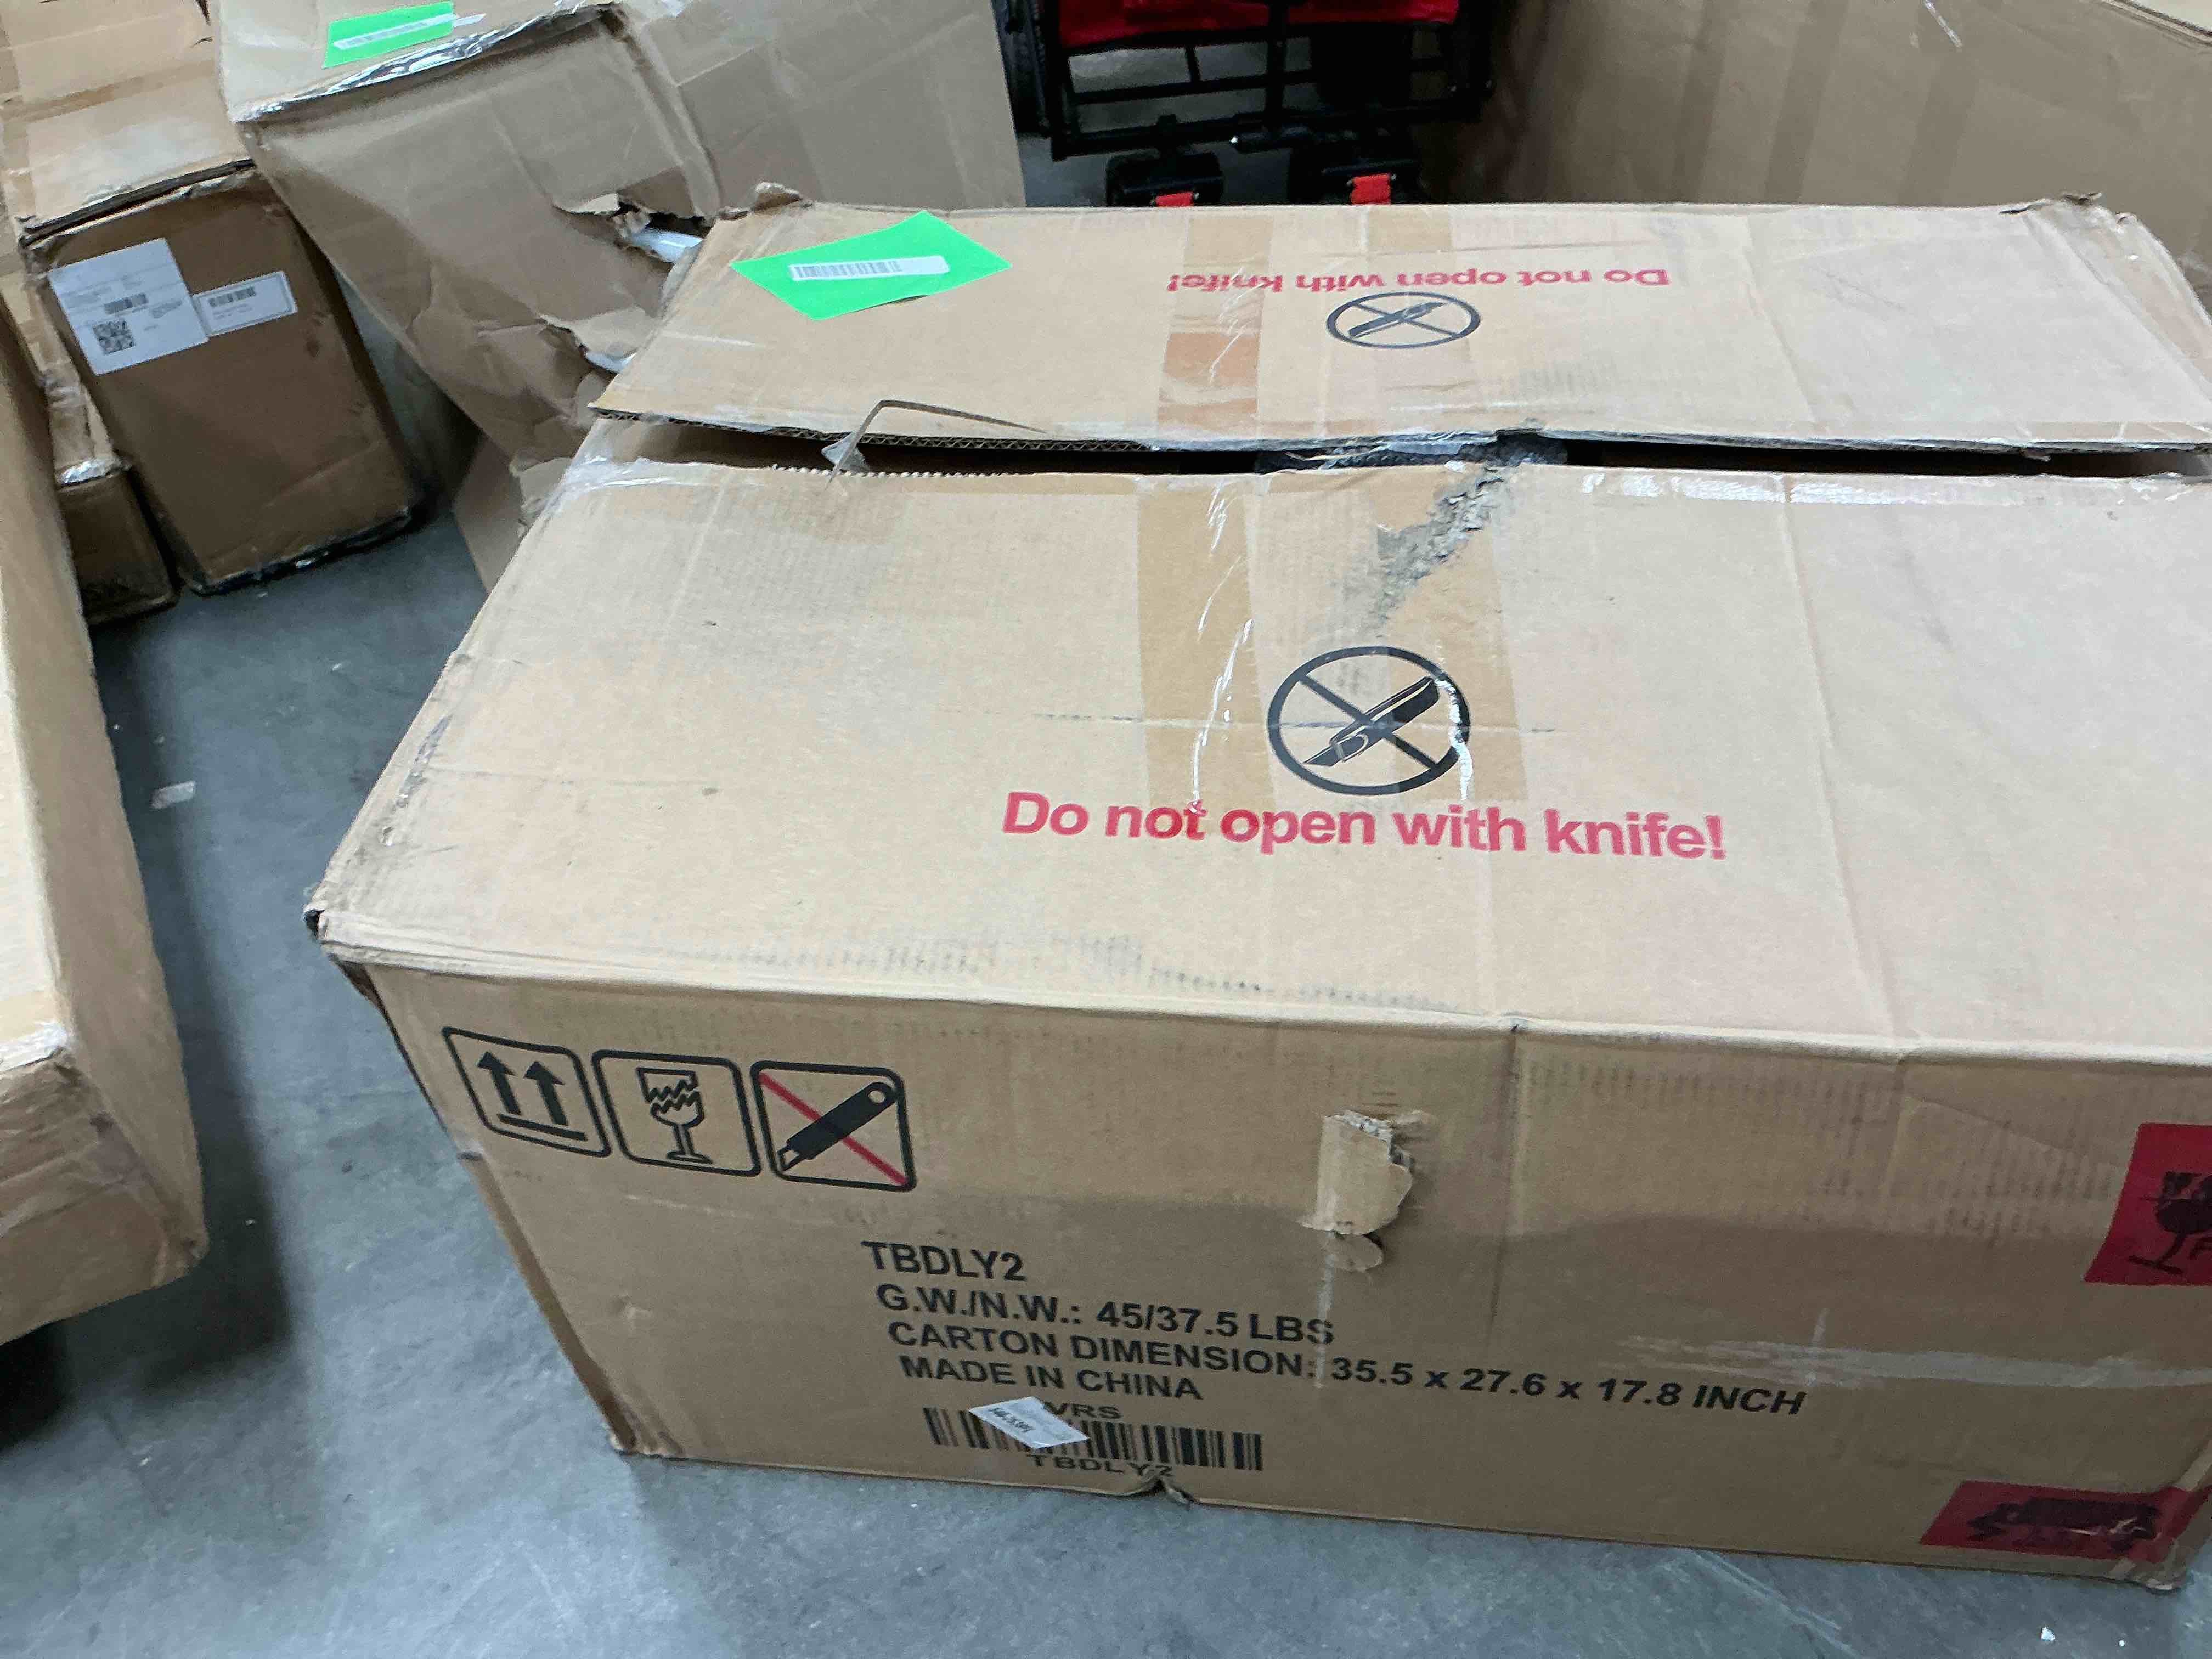 Do not open with knife!
Do not open with knife!
TBDLY2
G.W./N.W.: 45/37.5 LBS
CARTON DIMENSION: 35.5 x 27.6 x 17.8 INCH
MADE IN CHINA
VRS
TBDLY2